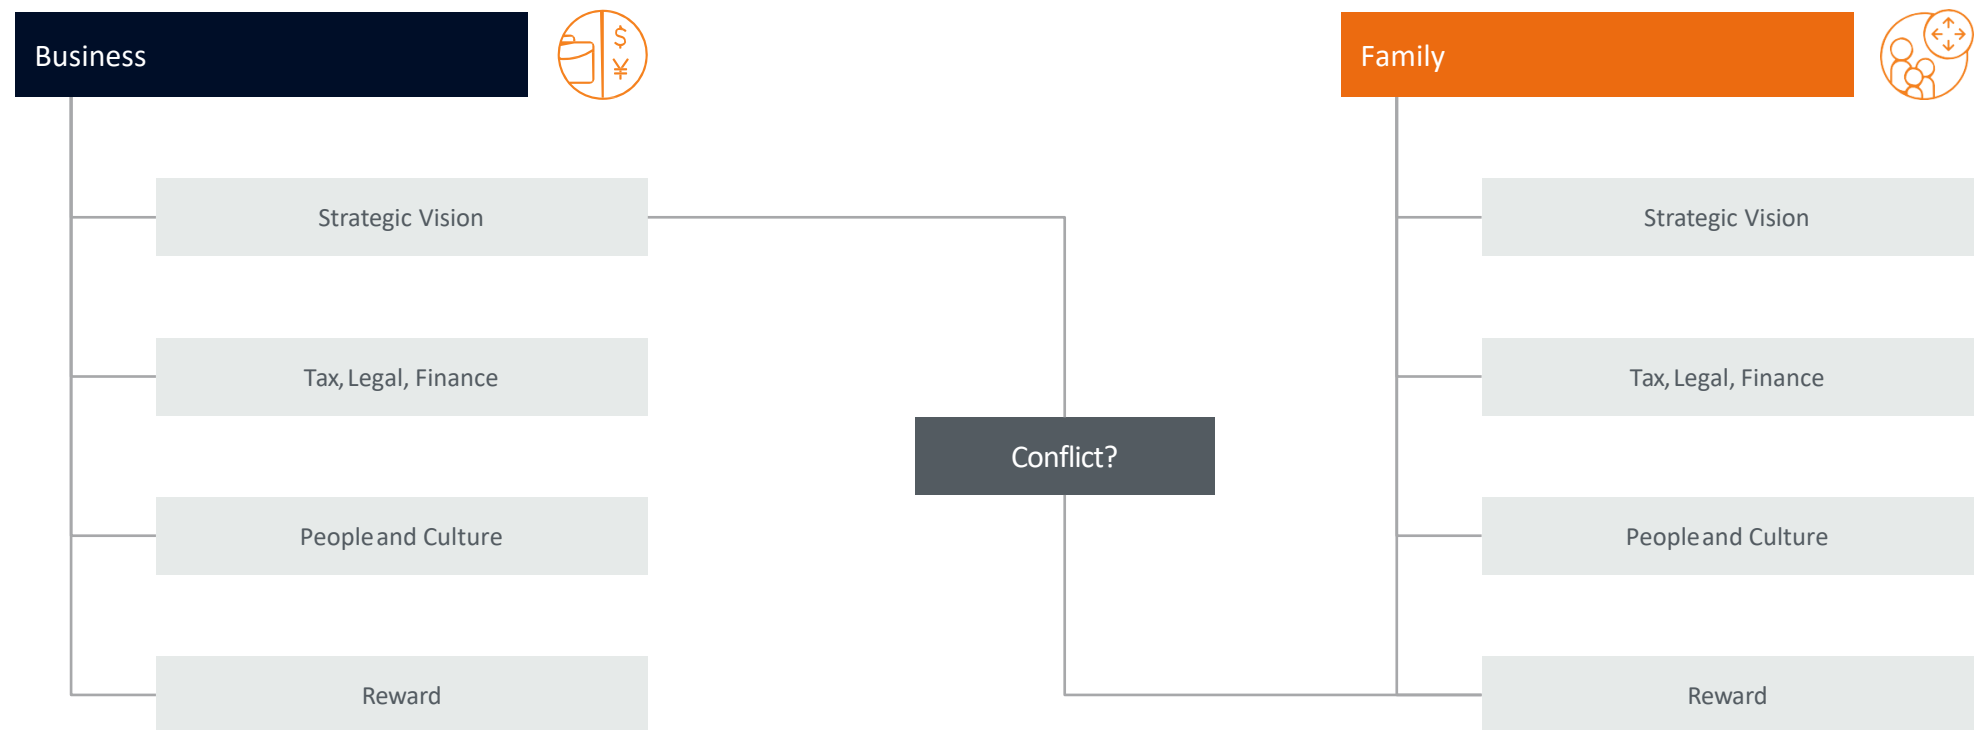 Business
$
¥
Strategic Vision
Tax, Legal, Finance
People and Culture
Reward
Conflict?
Family
Strategic Vision
Tax, Legal, Finance
People and Culture
Reward